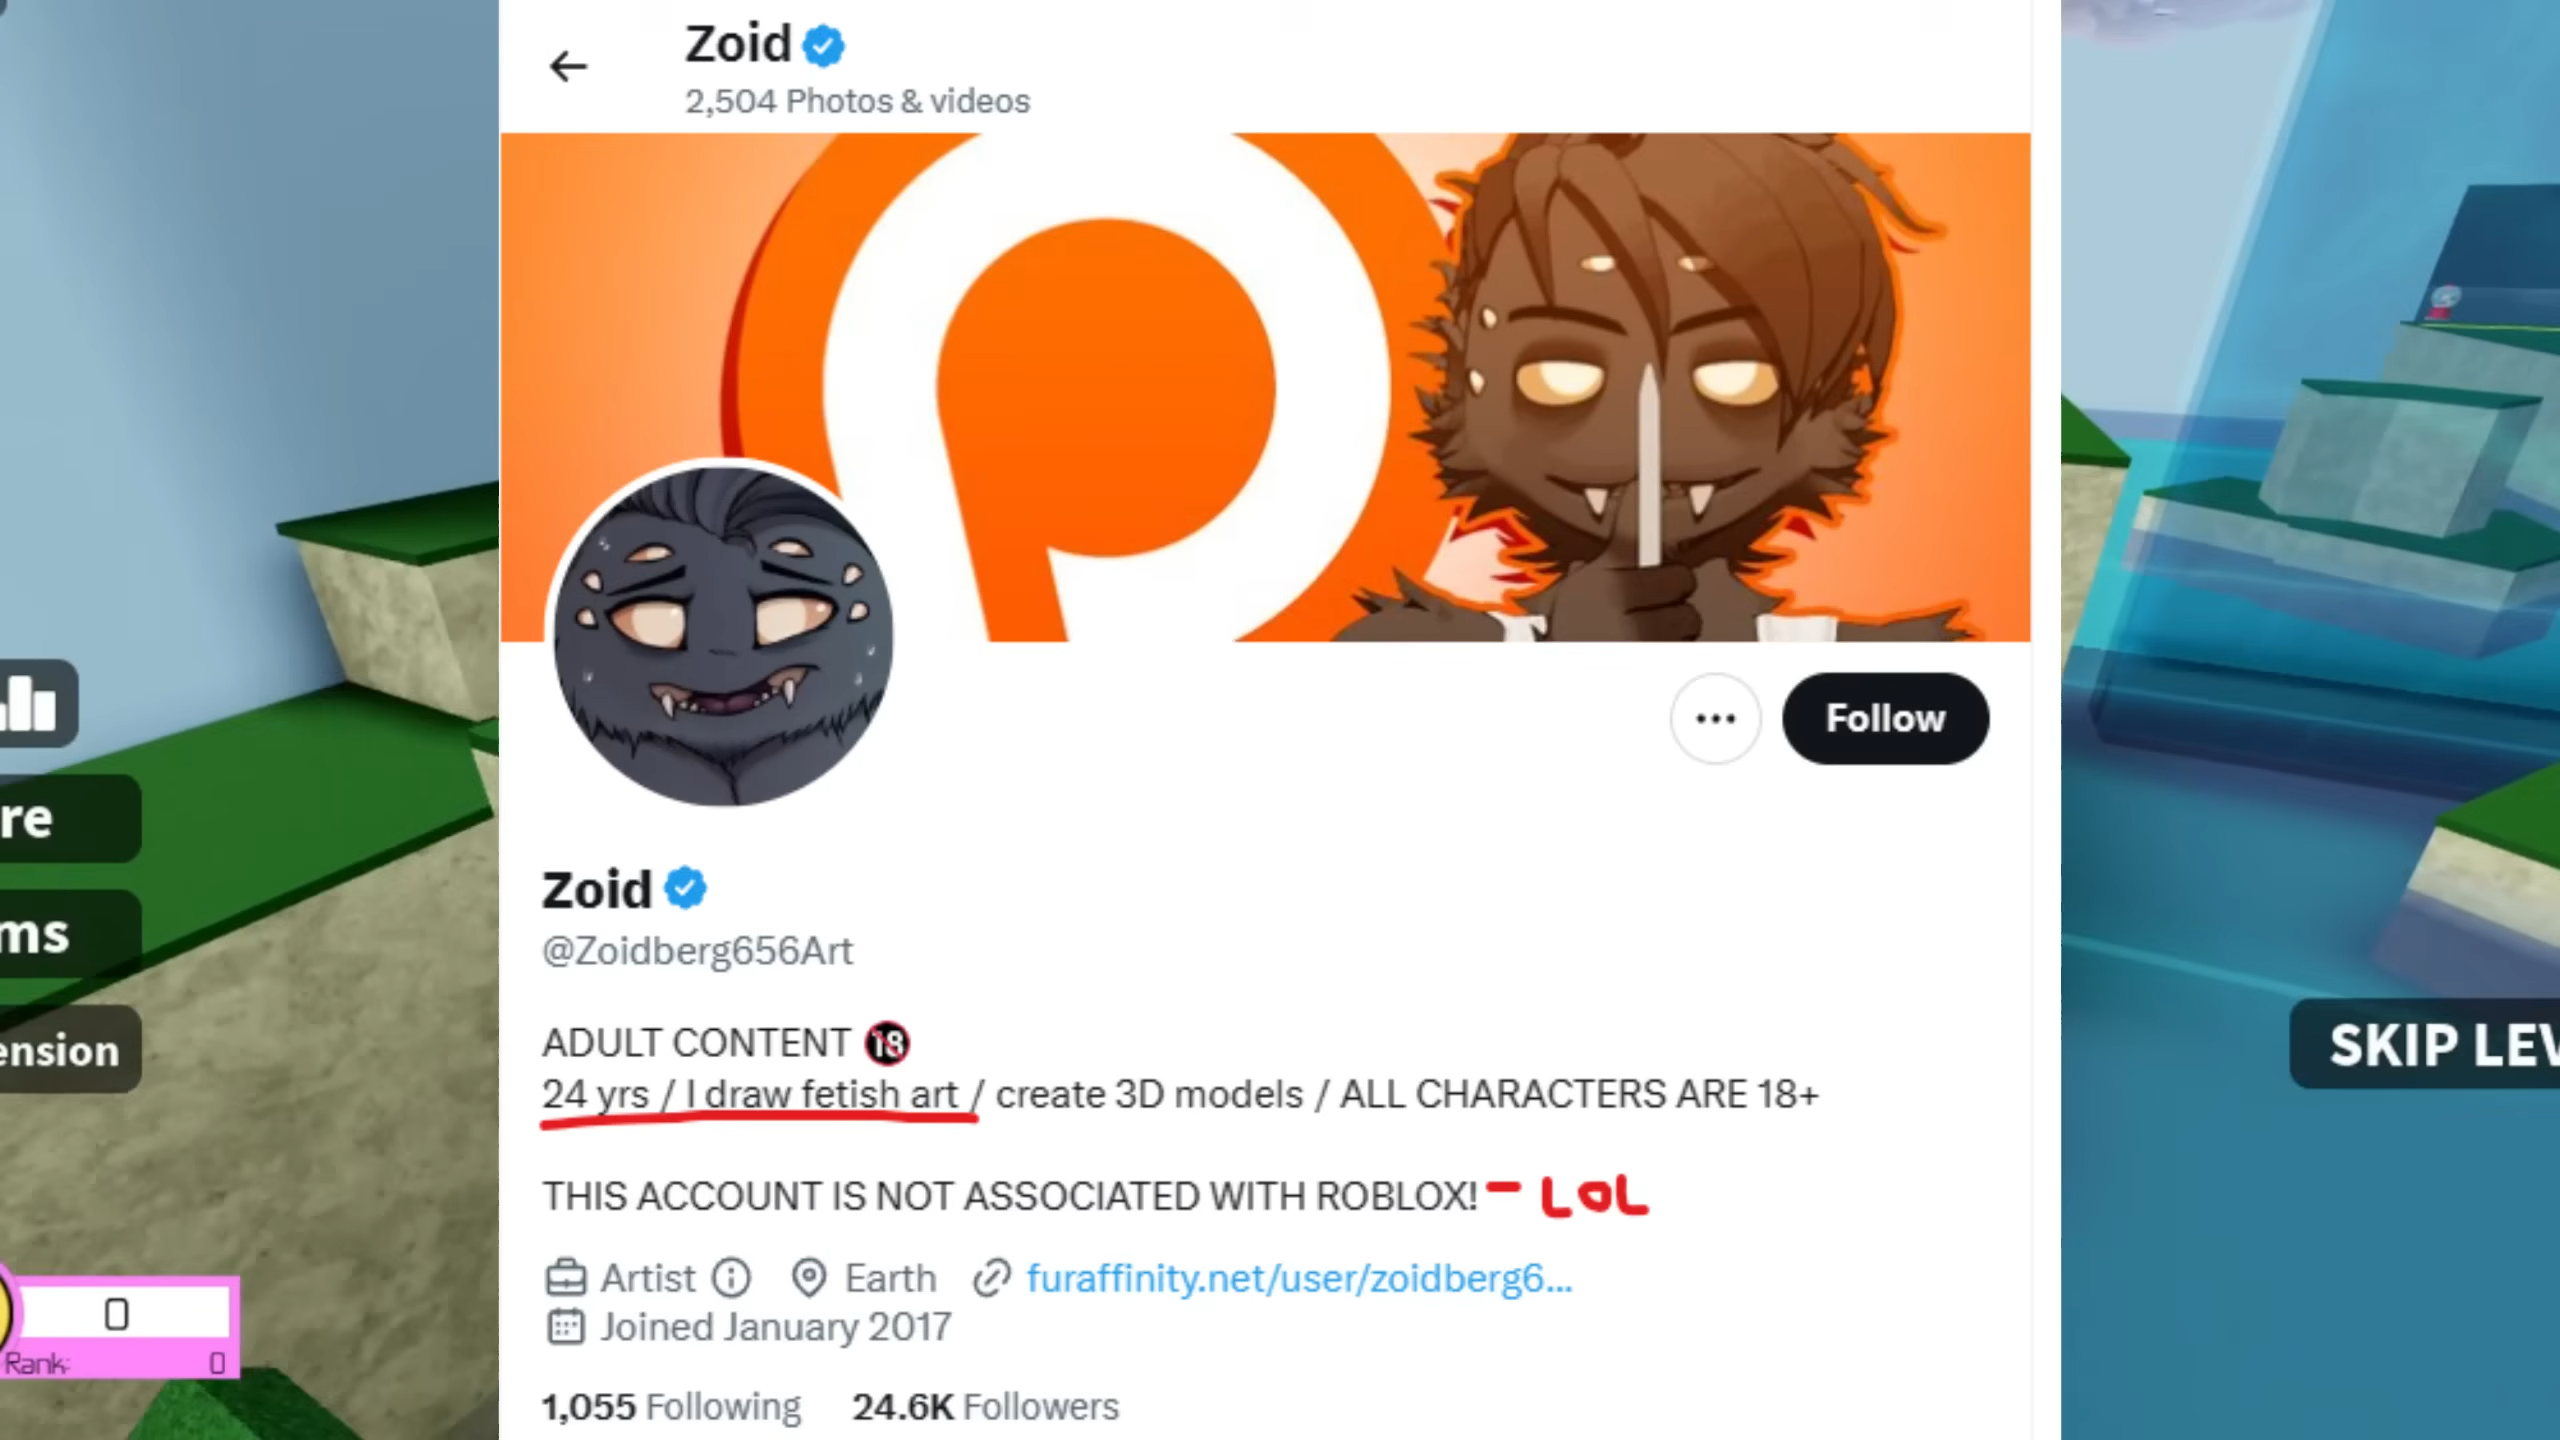 Zoid
2,504 Photos & videos
Follow
Zoid
@Zoidberg656Art
ADULT CONTENT 🔞
24 yrs / I draw fetish art / create 3D models / ALL CHARACTERS ARE 18+
THIS ACCOUNT IS NOT ASSOCIATED WITH ROBLOX! - LOL
Artist Earth furaffinity.net/user/zoidberg6...
Joined January 2017
1,055 Following 24.6K Followers
re
ms
ension
0
Rank: 0
SKIP LEV